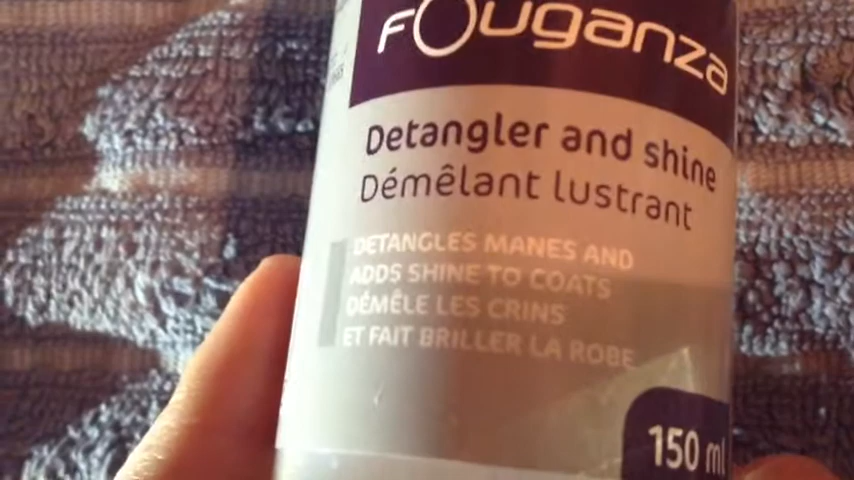 FOuganza
Detangler and shine
Démêlant lustrant
DETANGLES MANES AND
ADDS SHINE TO COATS
DÉMÊLE LES CRINS
ET FAIT BRILLER LA ROBE
150 ml